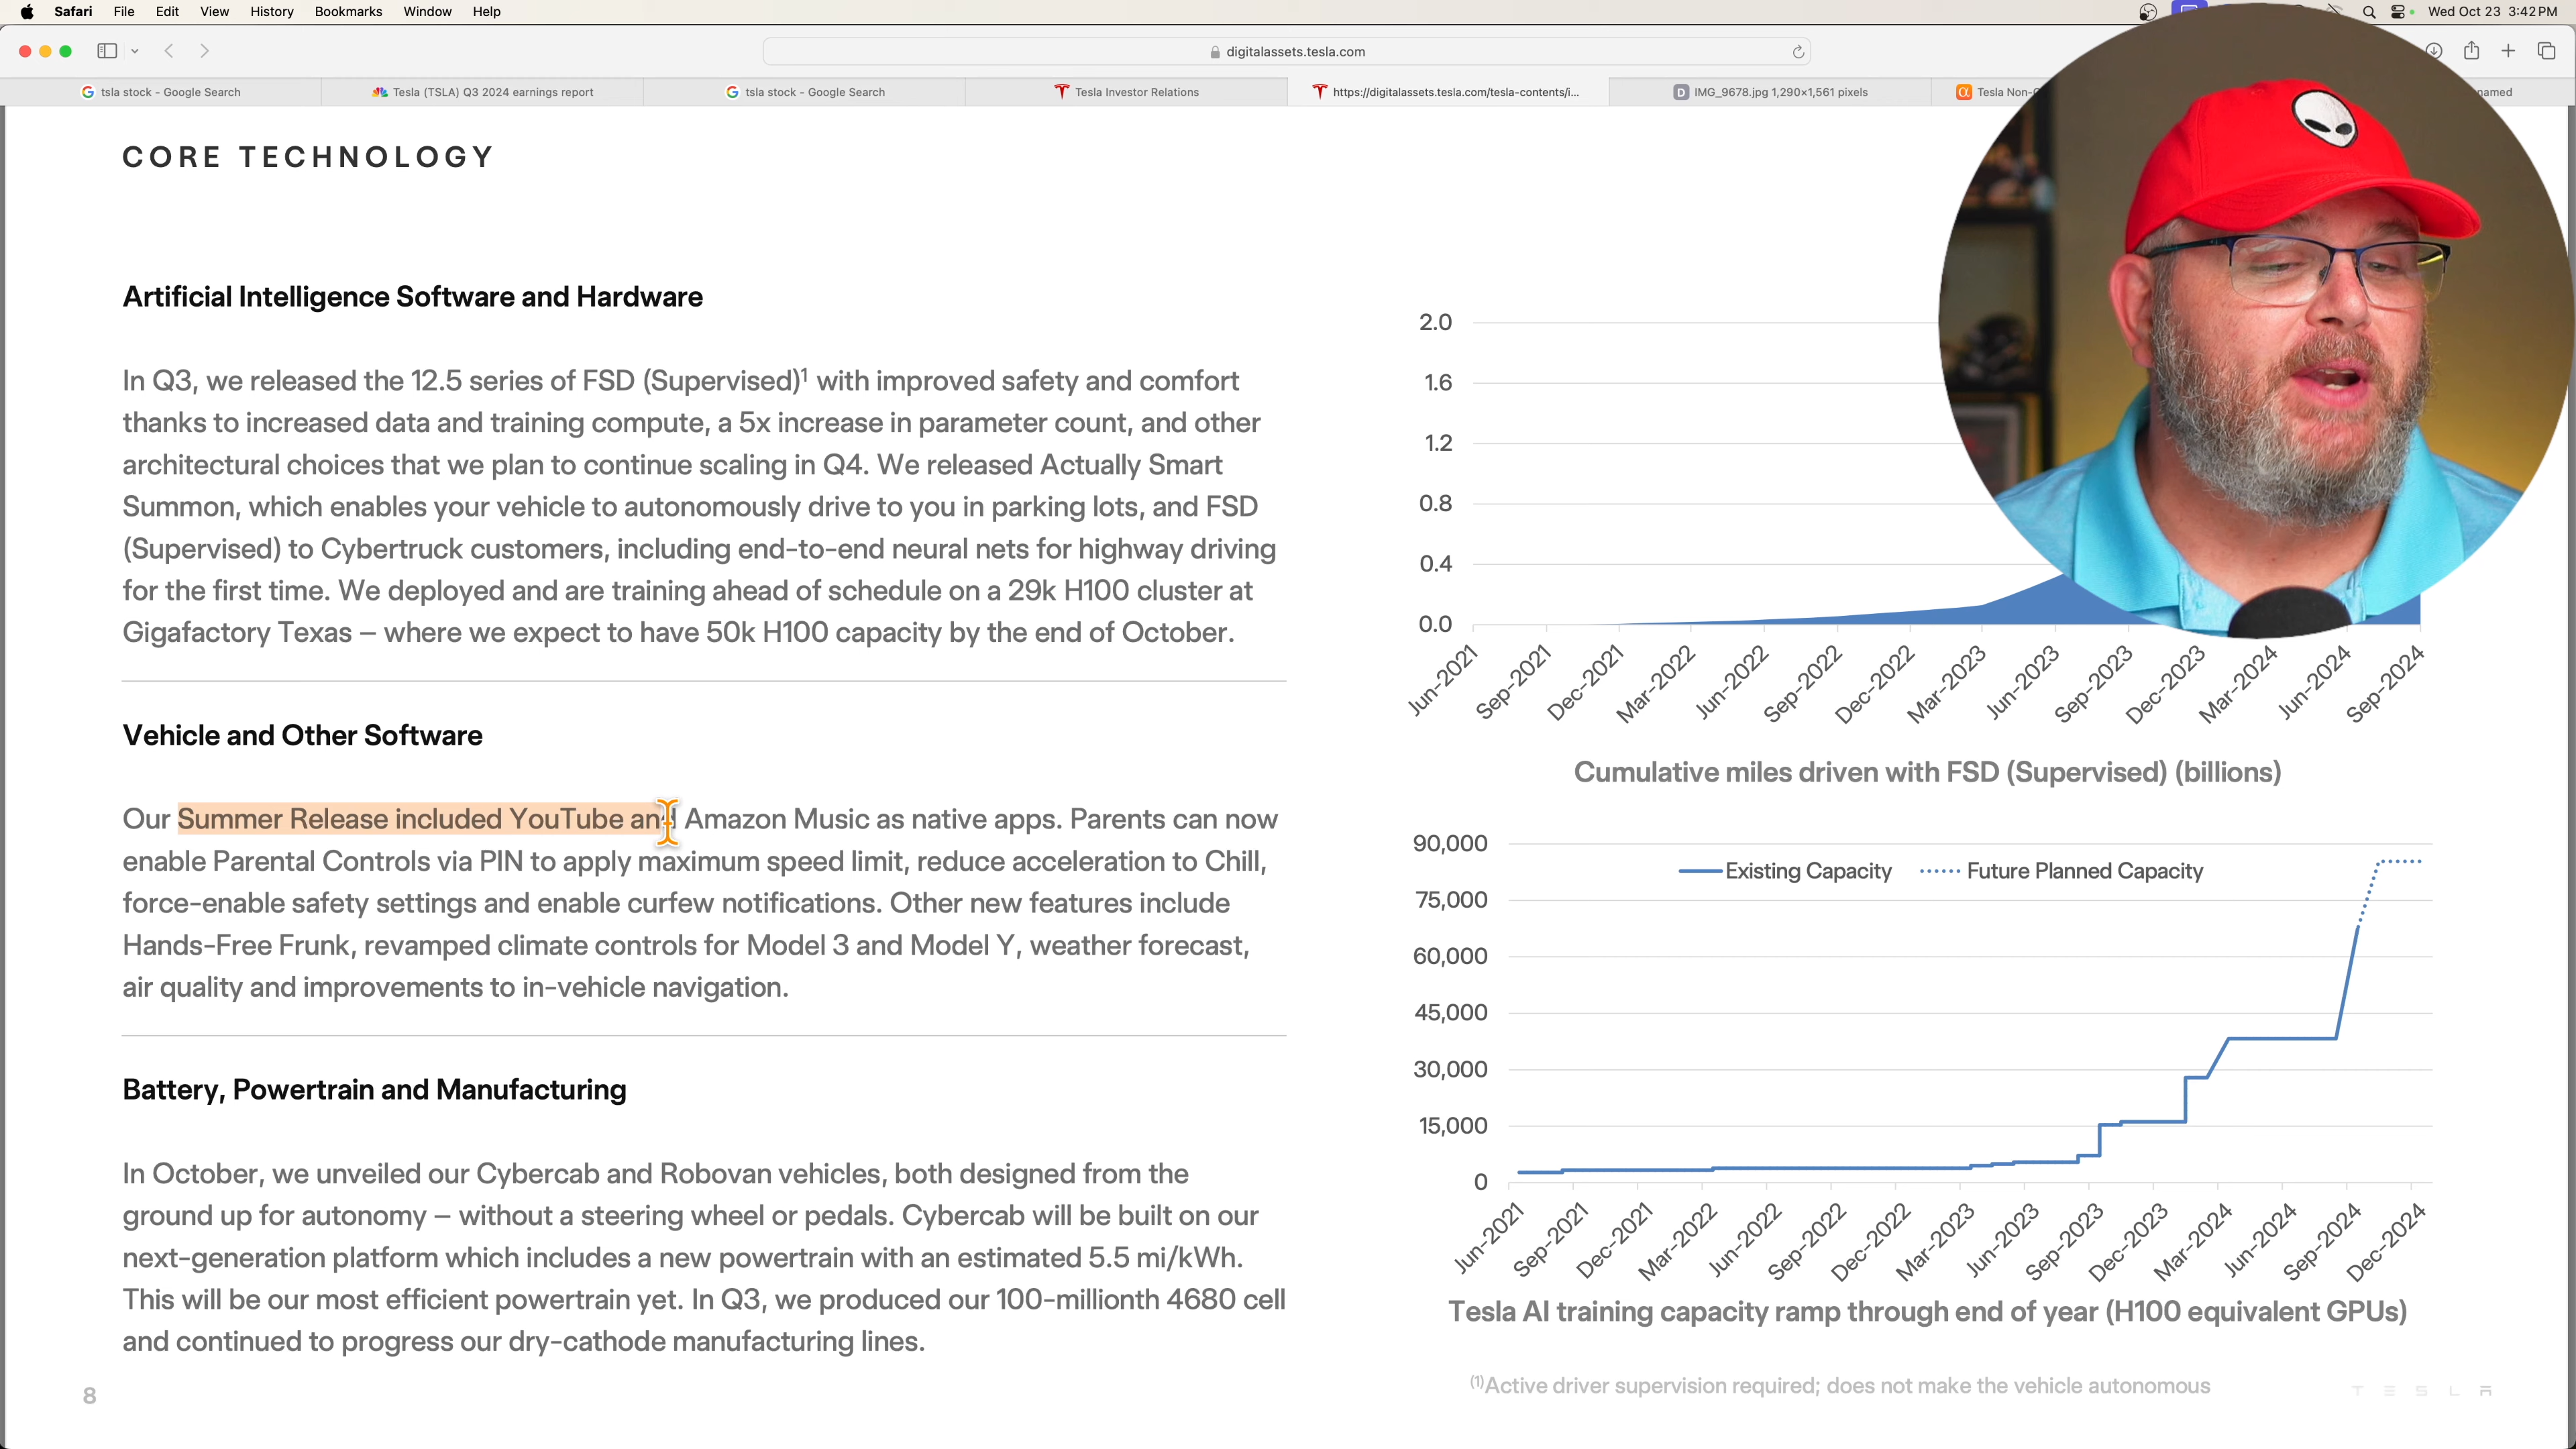 Safari File Edit View History Bookmarks Window Help
Wed Oct 23 3:42 PM
digitalassets.tesla.com
tsla stock - Google Search
Tesla (TSLA) Q3 2024 earnings report
tsla stock - Google Search
Tesla Investor Relations
https://digitalassets.tesla.com/tesla-contents/i...
IMG_9678.jpg 1,290×1,561 pixels
Tesla Non-
named
CORE TECHNOLOGY
Artificial Intelligence Software and Hardware
In Q3, we released the 12.5 series of FSD (Supervised)¹ with improved safety and comfort
thanks to increased data and training compute, a 5x increase in parameter count, and other
architectural choices that we plan to continue scaling in Q4. We released Actually Smart
Summon, which enables your vehicle to autonomously drive to you in parking lots, and FSD
(Supervised) to Cybertruck customers, including end-to-end neural nets for highway driving
for the first time. We deployed and are training ahead of schedule on a 29k H100 cluster at
Gigafactory Texas – where we expect to have 50k H100 capacity by the end of October.
Vehicle and Other Software
Our Summer Release included YouTube and Amazon Music as native apps. Parents can now
enable Parental Controls via PIN to apply maximum speed limit, reduce acceleration to Chill,
force-enable safety settings and enable curfew notifications. Other new features include
Hands-Free Frunk, revamped climate controls for Model 3 and Model Y, weather forecast,
air quality and improvements to in-vehicle navigation.
Battery, Powertrain and Manufacturing
In October, we unveiled our Cybercab and Robovan vehicles, both designed from the
ground up for autonomy – without a steering wheel or pedals. Cybercab will be built on our
next-generation platform which includes a new powertrain with an estimated 5.5 mi/kWh.
This will be our most efficient powertrain yet. In Q3, we produced our 100-millionth 4680 cell
and continued to progress our dry-cathode manufacturing lines.
8
2.0
1.6
1.2
0.8
0.4
0.0
Jun-2021 Sep-2021 Dec-2021 Mar-2022 Jun-2022 Sep-2022 Dec-2022 Mar-2023 Jun-2023 Sep-2023 Dec-2023 Mar-2024 Jun-2024 Sep-2024
Cumulative miles driven with FSD (Supervised) (billions)
90,000
Existing Capacity Future Planned Capacity
75,000
60,000
45,000
30,000
15,000
0
Jun-2021 Sep-2021 Dec-2021 Mar-2022 Jun-2022 Sep-2022 Dec-2022 Mar-2023 Jun-2023 Sep-2023 Dec-2023 Mar-2024 Jun-2024 Sep-2024 Dec-2024
Tesla AI training capacity ramp through end of year (H100 equivalent GPUs)
(1)Active driver supervision required; does not make the vehicle autonomous
TESLA